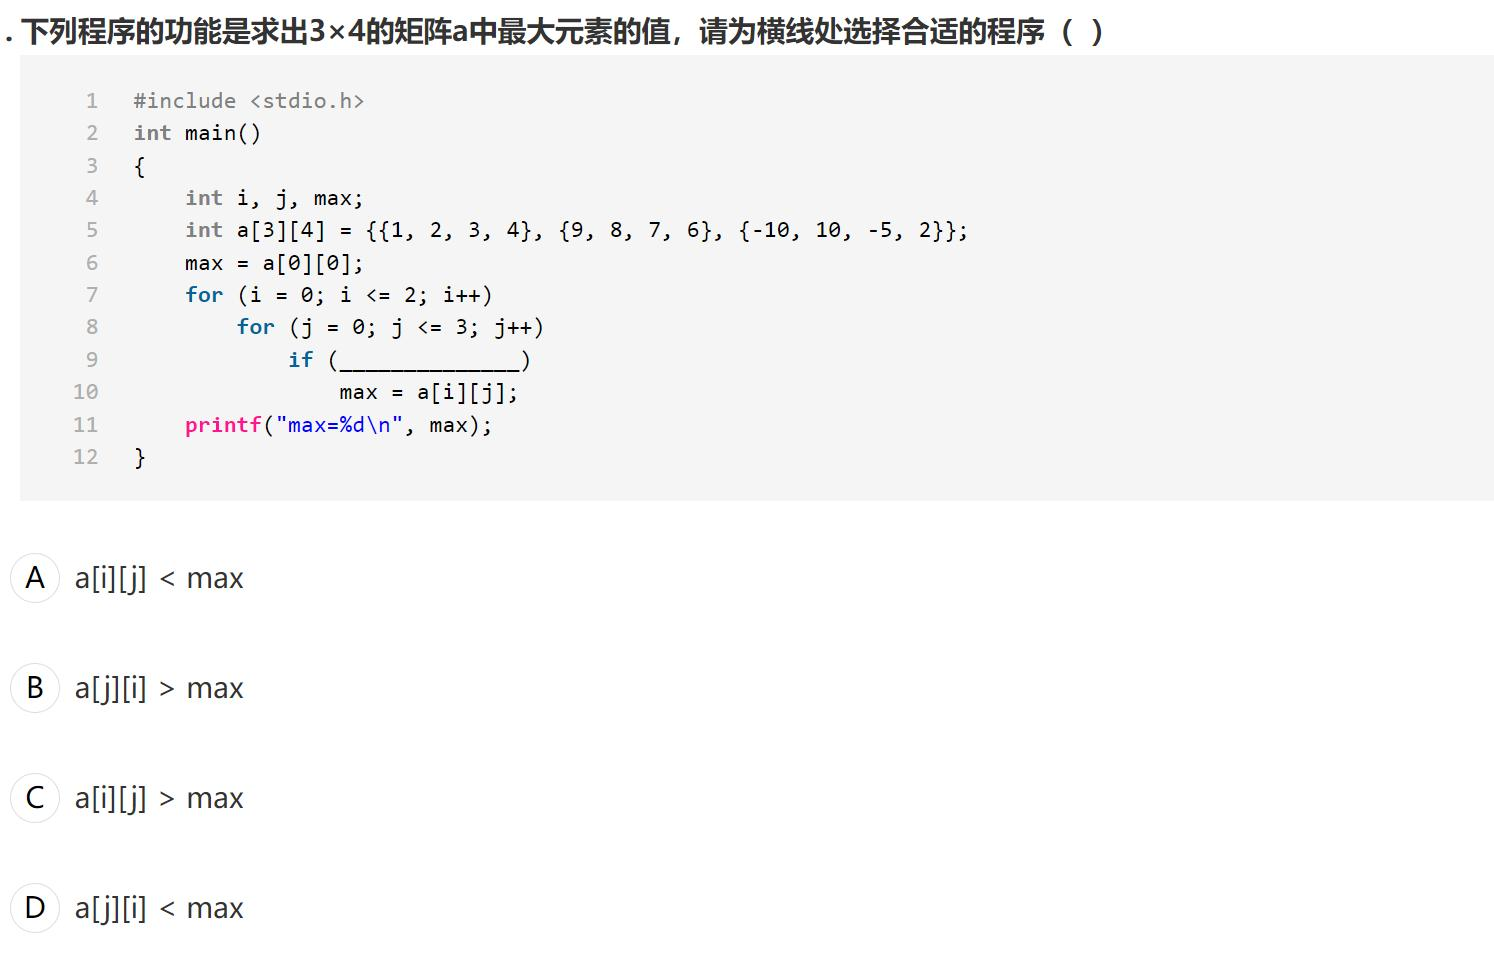 . 下列程序的功能是求出3×4的矩阵a中最大元素的值，请为横线处选择合适的程序（ ）
1 #include <stdio.h>
2 int main()
3 {
4     int i, j, max;
5     int a[3][4] = {{1, 2, 3, 4}, {9, 8, 7, 6}, {-10, 10, -5, 2}};
6     max = a[0][0];
7     for (i = 0; i <= 2; i++)
8         for (j = 0; j <= 3; j++)
9             if (______________)
10                 max = a[i][j];
11     printf("max=%d\n", max);
12 }
A a[i][j] < max
B a[j][i] > max
C a[i][j] > max
D a[j][i] < max